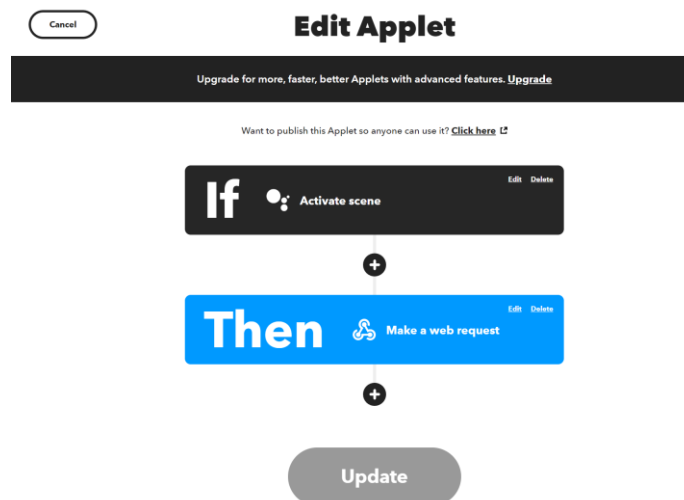 Cancel
Edit Applet
Upgrade for more, faster, better Applets with advanced features. Upgrade
Want to publish this Applet so anyone can use it? Click here
Edit Delete
If Activate scene
Edit Delete
Then Make a web request
Update